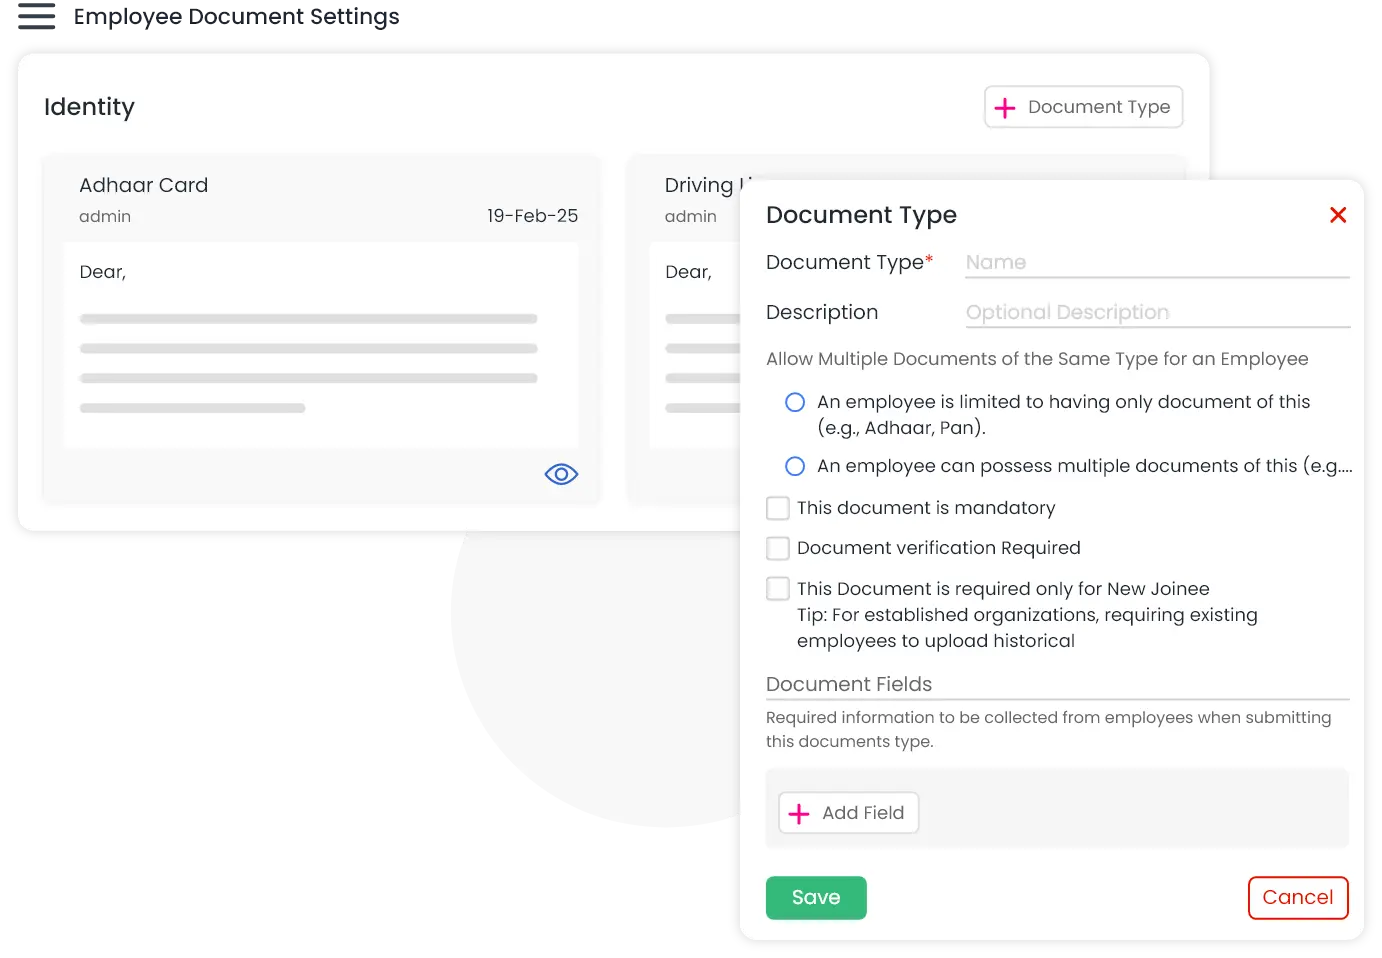 Employee Document Settings
Identity
Document Type
Adhaar Card
admin
19-Feb-25
Dear,
Driving
admin
Dear,
Document Type
Document Type*
Name
Description
Optional Description
Allow Multiple Documents of the Same Type for an Employee
An employee is limited to having only document of this
(e.g., Adhaar, Pan).
An employee can possess multiple documents of this (e.g....
This document is mandatory
Document verification Required
This Document is required only for New Joinee
Tip: For established organizations, requiring existing
employees to upload historical
Document Fields
Required information to be collected from employees when submitting
this documents type.
Add Field
Save
Cancel